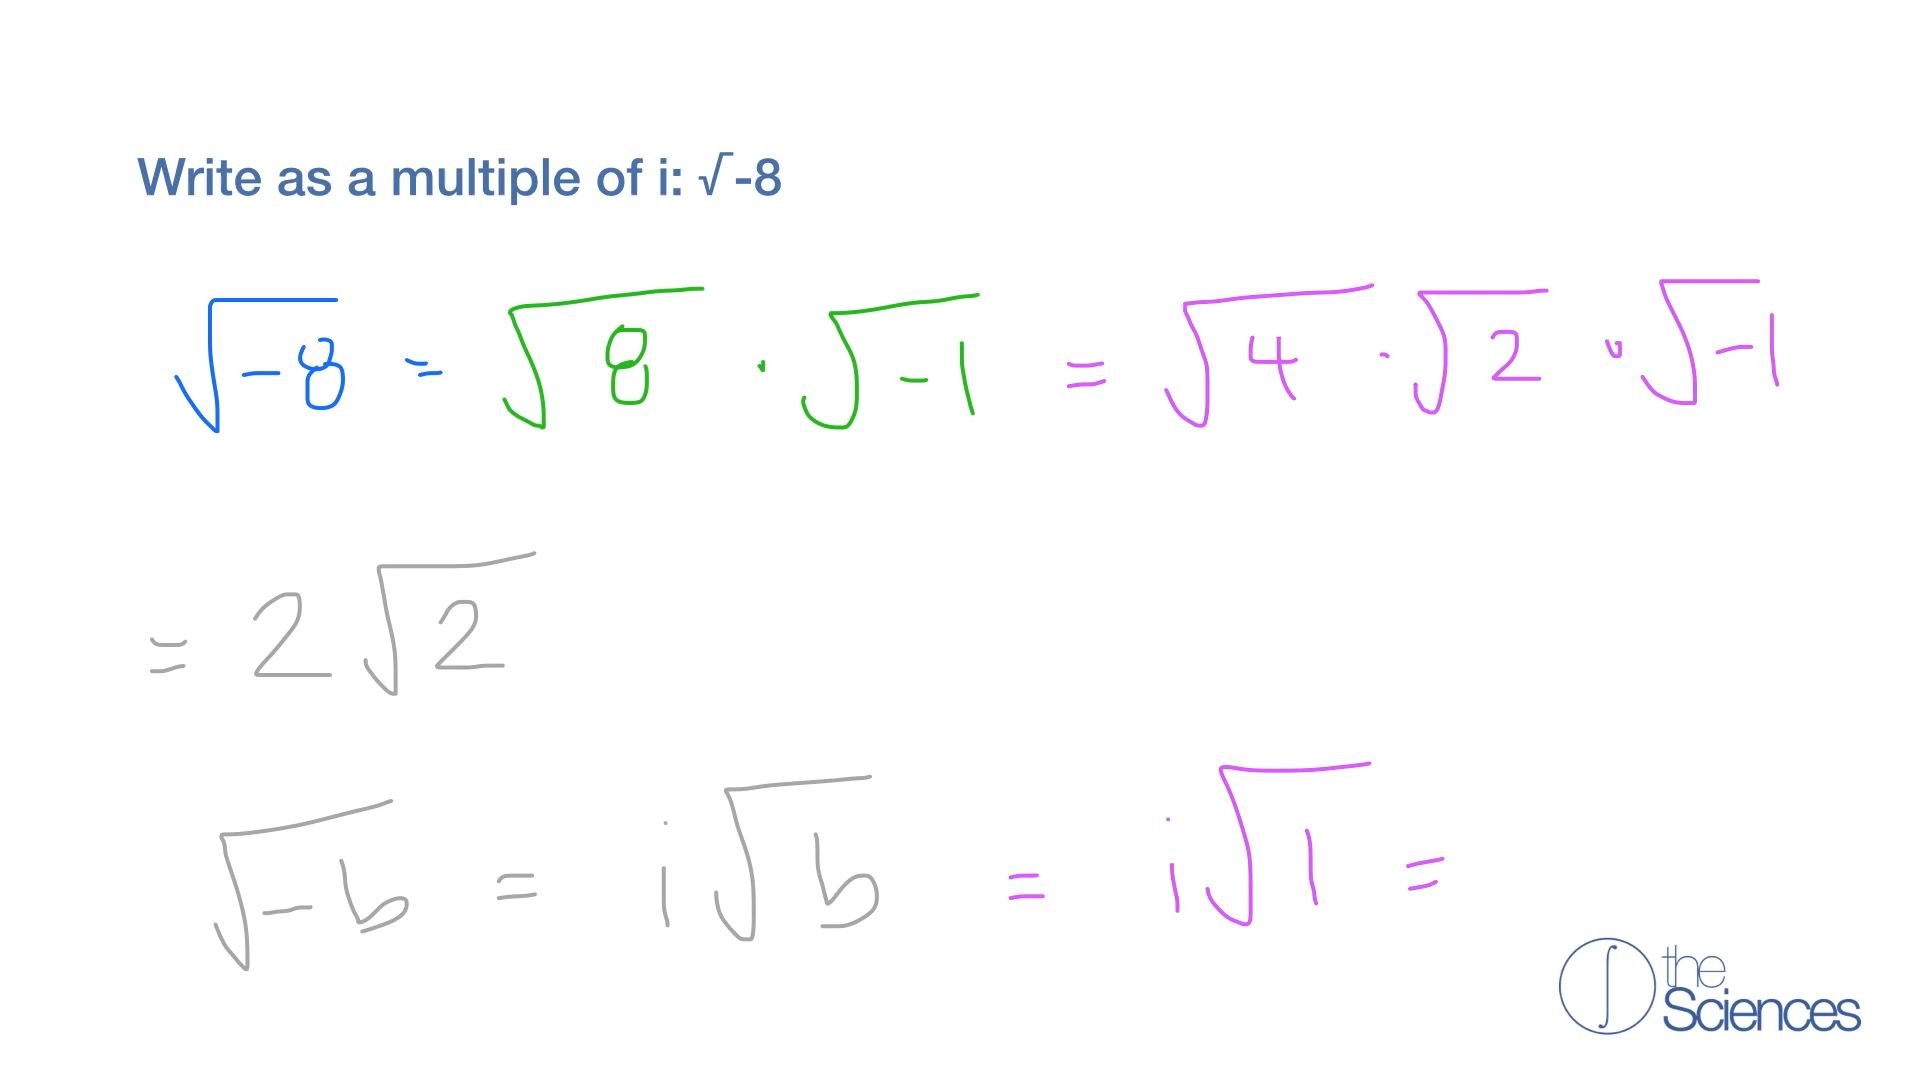 Write as a multiple of i: √-8
√-8 = √8 · √-1 = √4 · √2 · √-1
= 2√2
√-b = i√b = i√1 =
∫ the
Sciences